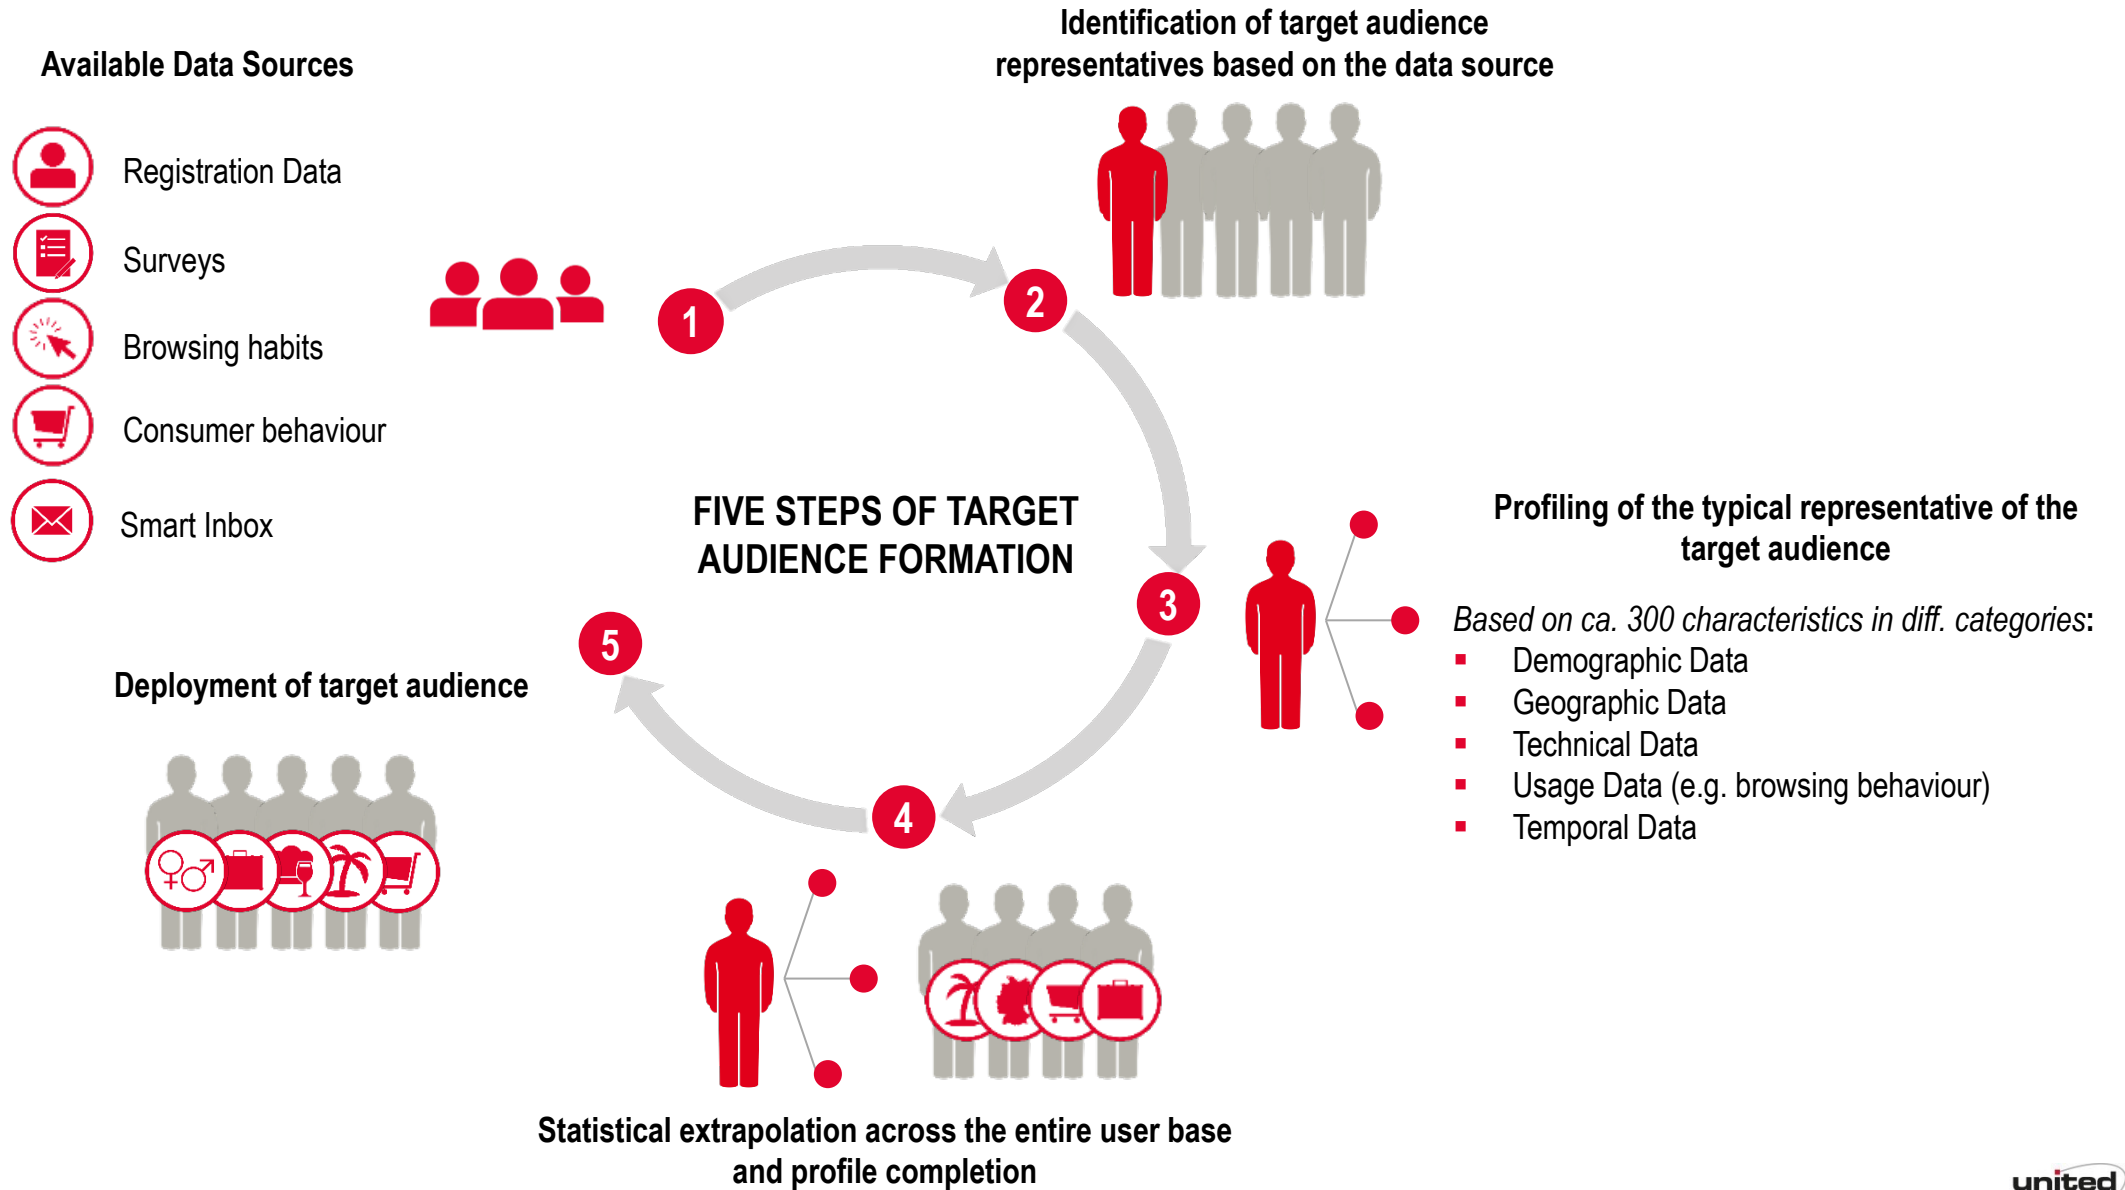 Available Data Sources
Registration Data
Surveys
Browsing habits
Consumer behaviour
Smart Inbox
1
Identification of target audience
representatives based on the data source
2
FIVE STEPS OF TARGET
AUDIENCE FORMATION
3
Profiling of the typical representative of the
target audience
Based on ca. 300 characteristics in diff. categories:
▪ Demographic Data
▪ Geographic Data
▪ Technical Data
▪ Usage Data (e.g. browsing behaviour)
▪ Temporal Data
4
Statistical extrapolation across the entire user base
and profile completion
5
Deployment of target audience
united